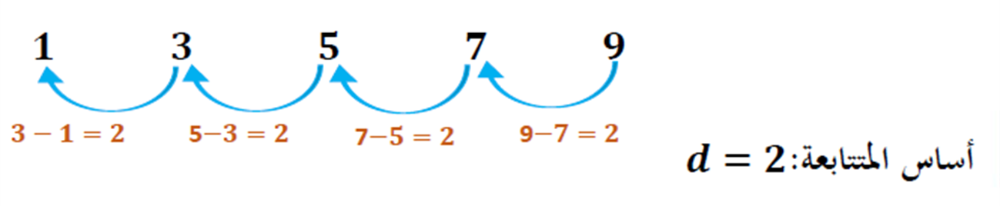 1 3 5 7 9
3 − 1 = 2 5−3 = 2 7−5 = 2 9−7 = 2
أساس المتتابعة: d = 2